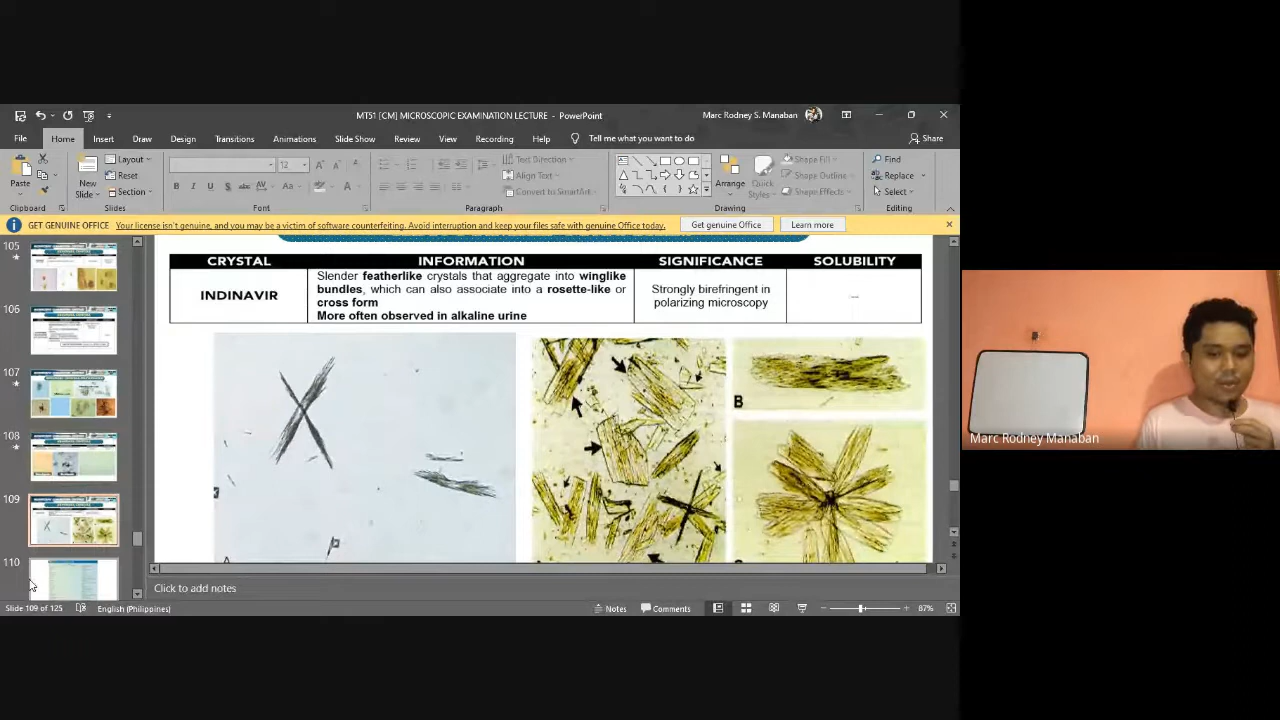 MT51 [CM] MICROSCOPIC EXAMINATION LECTURE - PowerPoint
Marc Rodney S. Manaban
File Home Insert Draw Design Transitions Animations Slide Show Review View Recording Help Tell me what you want to do
Share
Paste
New
Slide
Layout
Reset
Section
12
Text Direction
Align Text
Convert to SmartArt
Arrange
Quick
Styles
Shape Fill
Shape Outline
Shape Effects
Find
Replace
Select
Clipboard Slides Font Paragraph Drawing Editing
GET GENUINE OFFICE Your license isn't genuine, and you may be a victim of software counterfeiting. Avoid interruption and keep your files safe with genuine Office today. Get genuine Office Learn more
105
106
107
108
109
110
CRYSTAL INFORMATION SIGNIFICANCE SOLUBILITY
INDINAVIR
Slender featherlike crystals that aggregate into winglike
bundles, which can also associate into a rosette-like or
cross form
More often observed in alkaline urine
Strongly birefringent in
polarizing microscopy
–
B
Click to add notes
Slide 109 of 125 English (Philippines) Notes Comments 87%
Marc Rodney Manaban